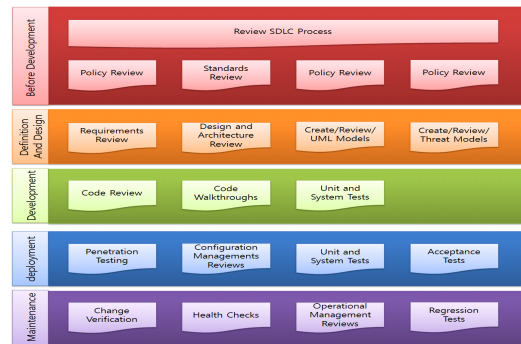 Before Development
Review SDLC Process
Policy Review
Standards
Review
Policy Review
Policy Review
Definition
And Design
Requirements
Review
Design and
Architecture
Review
Create/Review/
UML Models
Create/Review/
Threat Models
Development
Code Review
Code
Walkthroughs
Unit and
System Tests
deployment
Penetration
Testing
Configuration
Managements
Reviews
Unit and
System Tests
Acceptance
Tests
Maintenance
Change
Verification
Health Checks
Operational
Management
Reviews
Regression
Tests